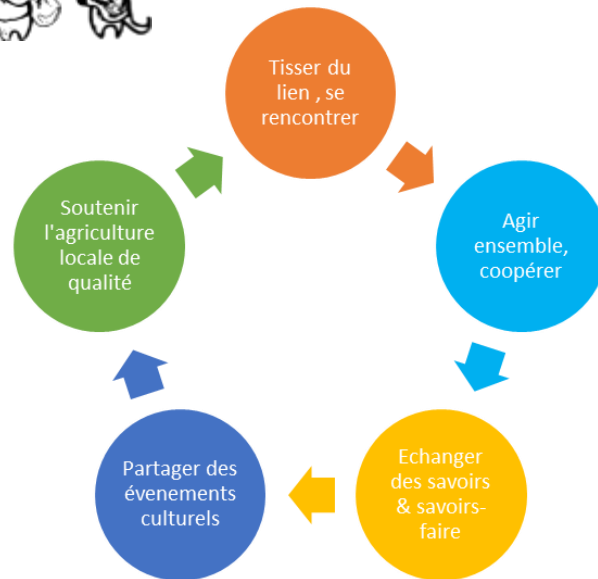 Tisser du
lien , se
rencontrer
Agir
ensemble,
coopérer
Echanger
des savoirs
& savoirs-
faire
Partager des
évenements
culturels
Soutenir
l'agriculture
locale de
qualité